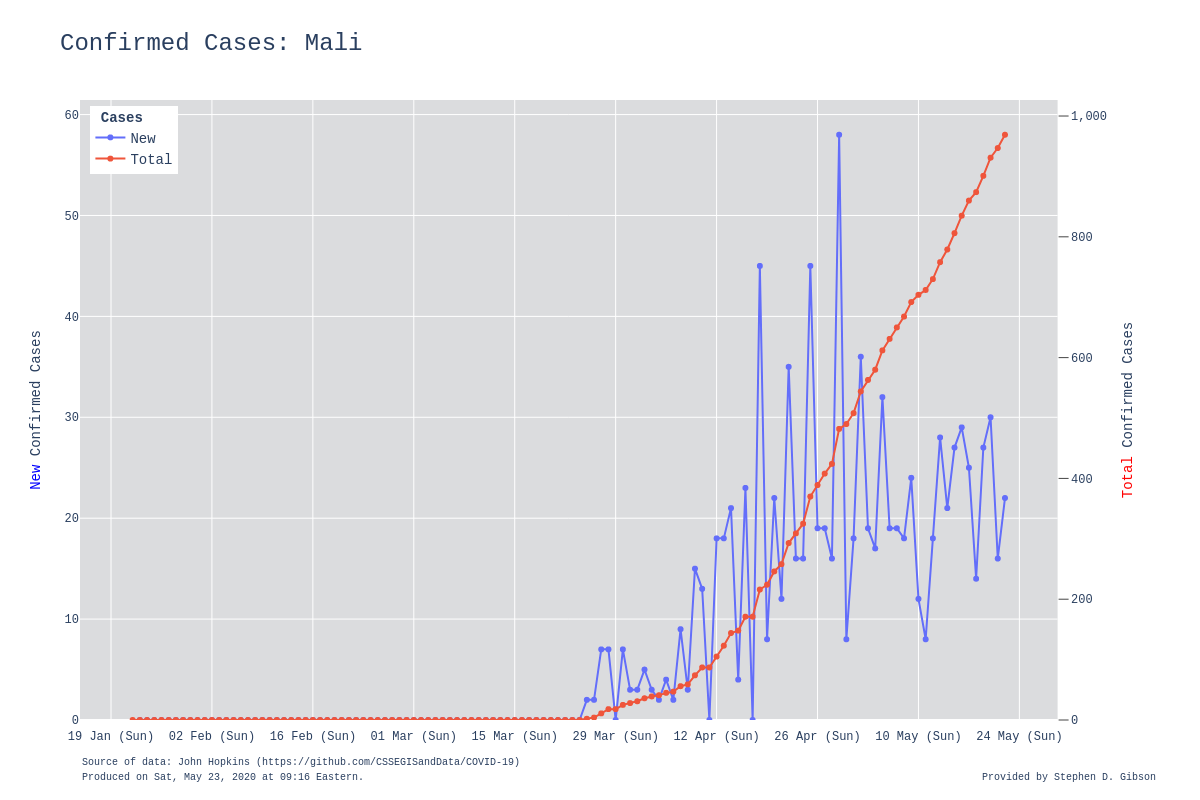 Confirmed Cases: Mali
Cases
New
Total
60
50
40
30
20
10
0
1,000
800
600
400
200
0
New Confirmed Cases
Total Confirmed Cases
19 Jan (Sun) 02 Feb (Sun) 16 Feb (Sun) 01 Mar (Sun) 15 Mar (Sun) 29 Mar (Sun) 12 Apr (Sun) 26 Apr (Sun) 10 May (Sun) 24 May (Sun)
Source of data: John Hopkins (https://github.com/CSSEGISandData/COVID-19)
Produced on Sat, May 23, 2020 at 09:16 Eastern.
Provided by Stephen D. Gibson